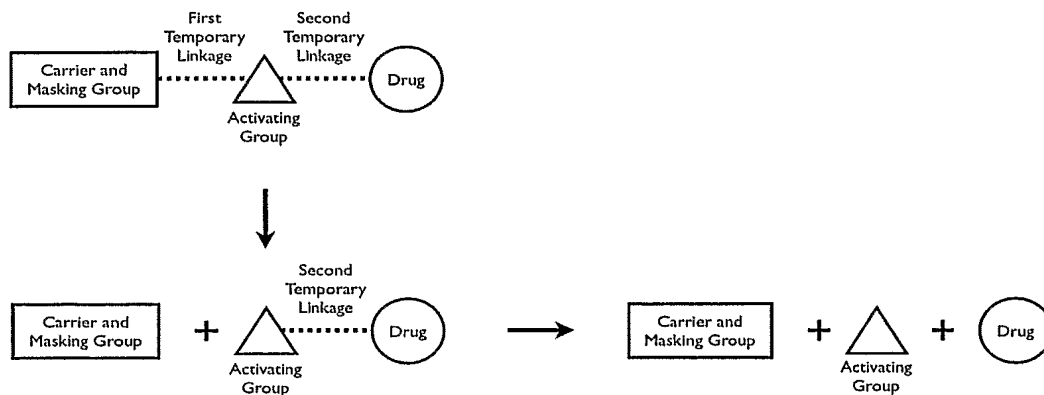 First
Temporary
Linkage
Second
Temporary
Linkage
Carrier and
Masking Group
Drug
Activating
Group
Second
Temporary
Linkage
Carrier and
Masking Group
+
Activating
Group
Drug
Carrier and
Masking Group
+
Activating
Group
+
Drug